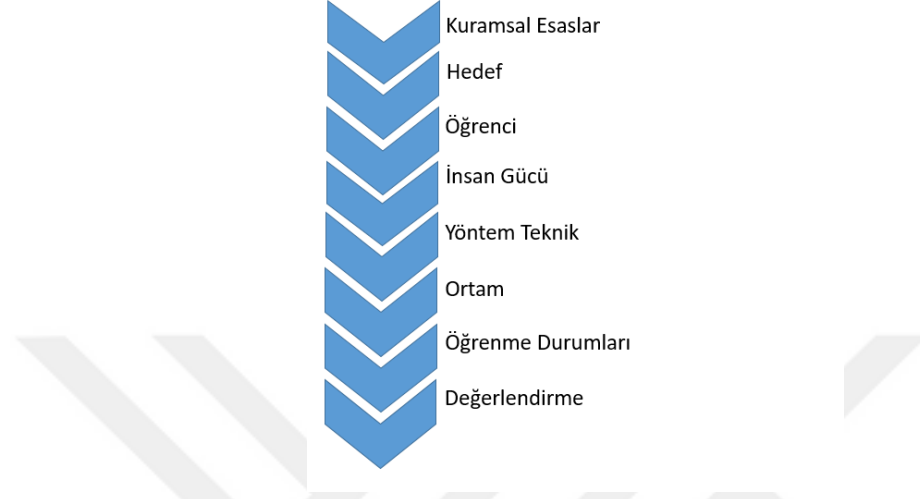 Kuramsal Esaslar
Hedef
Öğrenci
İnsan Gücü
Yöntem Teknik
Ortam
Öğrenme Durumları
Değerlendirme